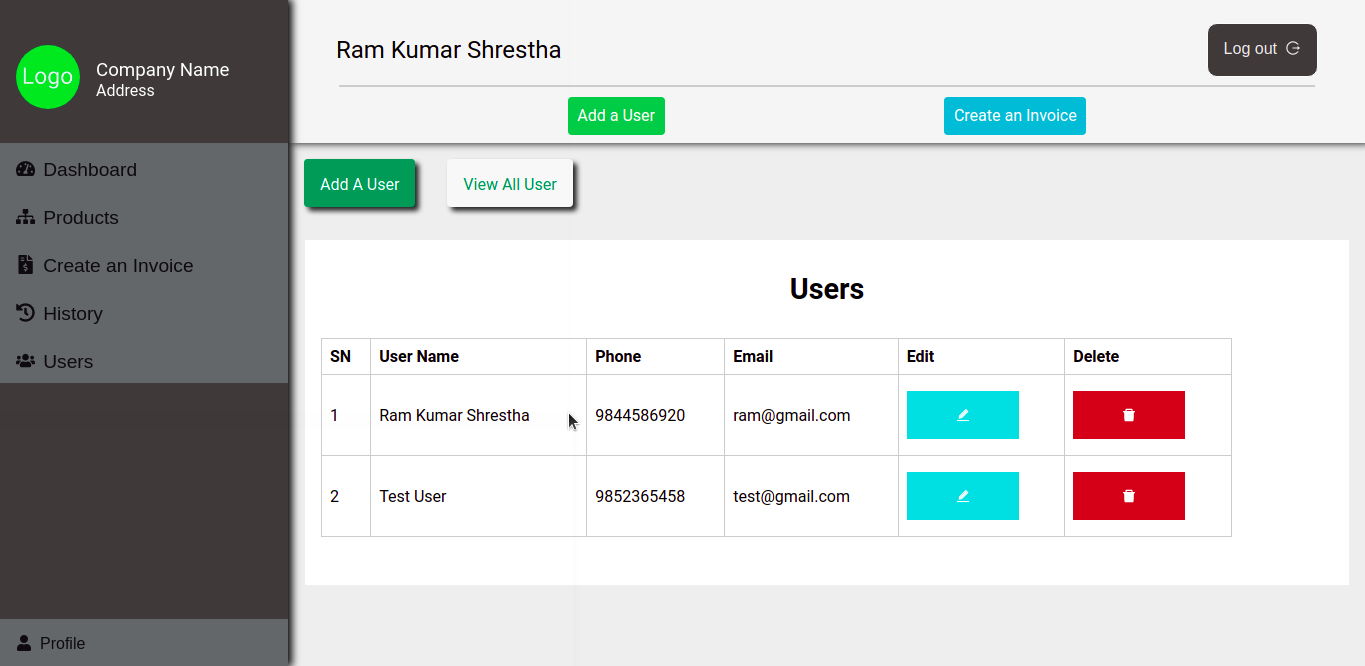 Logo
Company Name
Address
Dashboard
Products
Create an Invoice
History
Users
Profile
Ram Kumar Shrestha
Log out
Add a User
Create an Invoice
Add A User
View All User
Users
SN User Name Phone Email Edit Delete
1 Ram Kumar Shrestha 9844586920 ram@gmail.com
2 Test User 9852365458 test@gmail.com